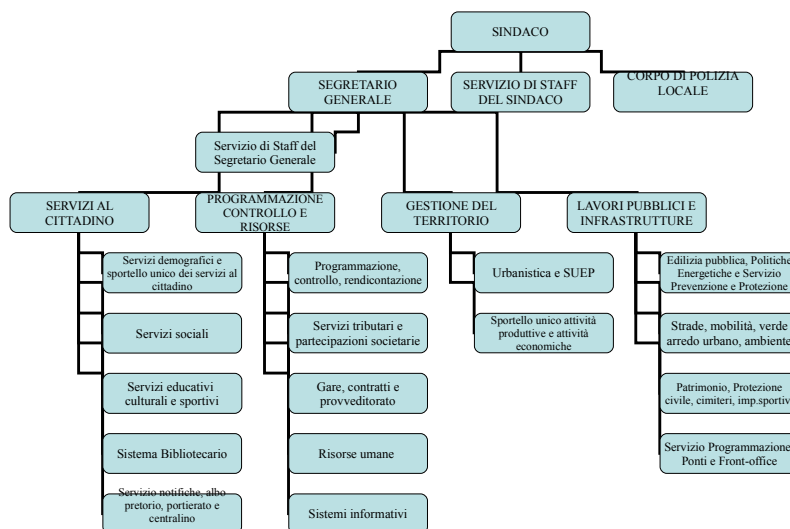 SINDACO
SEGRETARIO
GENERALE
SERVIZIO DI STAFF
DEL SINDACO
CORPO DI POLIZIA
LOCALE
Servizio di Staff del
Segretario Generale
SERVIZI AL
CITTADINO
PROGRAMMAZIONE
CONTROLLO E
RISORSE
GESTIONE DEL
TERRITORIO
LAVORI PUBBLICI E
INFRASTRUTTURE
Servizi demografici e
sportello unico dei servizi al
cittadino
Servizi sociali
Servizi educativi
culturali e sportivi
Sistema Bibliotecario
Servizio notifiche, albo
pretorio, portierato e
centralino
Programmazione,
controllo, rendicontazione
Servizi tributari e
partecipazioni societarie
Gare, contratti e
provveditorato
Risorse umane
Sistemi informativi
Urbanistica e SUEP
Sportello unico attività
produttive e attività
economiche
Edilizia pubblica, Politiche
Energetiche e Servizio
Prevenzione e Protezione
Strade, mobilità, verde
arredo urbano, ambiente
Patrimonio, Protezione
civile, cimiteri, imp.sportivi
Servizio Programmazione,
Ponti e Front-office